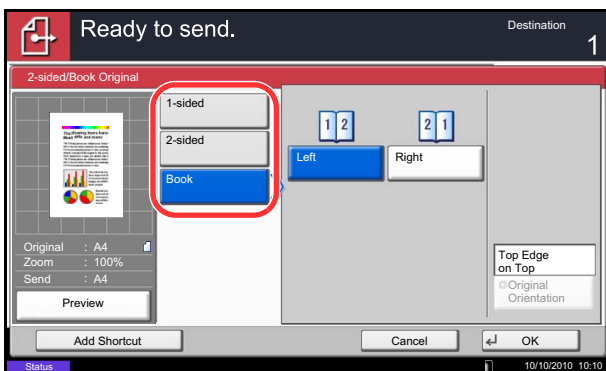 Ready to send.
Destination
1
2-sided/Book Original
1-sided
2-sided
Book
1 2
2 1
Left
Right
Original : A4
Zoom : 100%
Send : A4
Preview
Top Edge
on Top
Original
Orientation
Add Shortcut
Cancel
OK
Status
10/10/2010 10:10